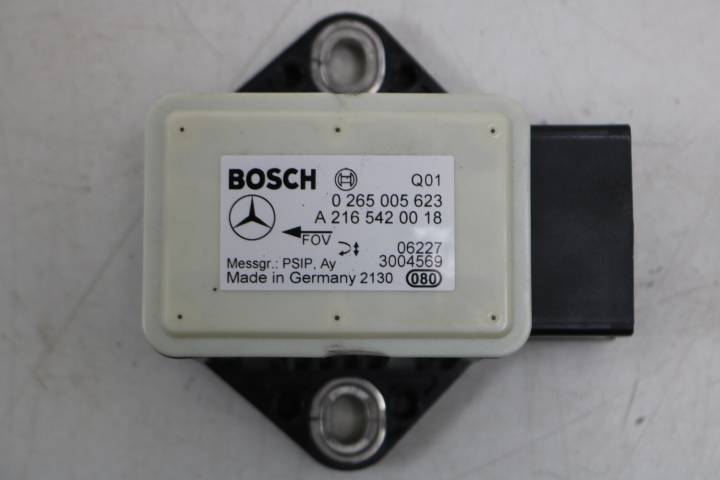 BOSCH Q01
0 265 005 623
A 216 542 00 18
FOV
06227
Messgr.: PSIP, Ay 3004569
Made in Germany 2130 080